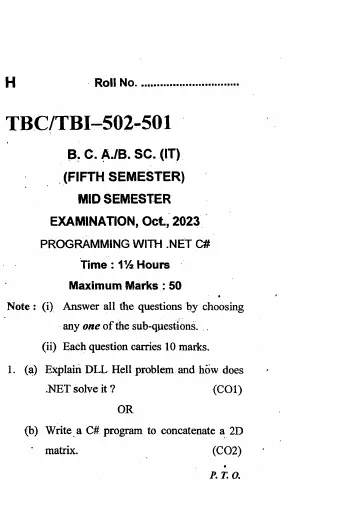 H Roll No. ...............................
TBC/TBI–502-501
B. C. A./B. SC. (IT)
(FIFTH SEMESTER)
MID SEMESTER
EXAMINATION, Oct., 2023
PROGRAMMING WITH .NET C#
Time : 1½ Hours
Maximum Marks : 50
Note : (i) Answer all the questions by choosing
any one of the sub-questions.
(ii) Each question carries 10 marks.
1. (a) Explain DLL Hell problem and how does
.NET solve it ? (CO1)
OR
(b) Write a C# program to concatenate a 2D
matrix. (CO2)
P. T. O.